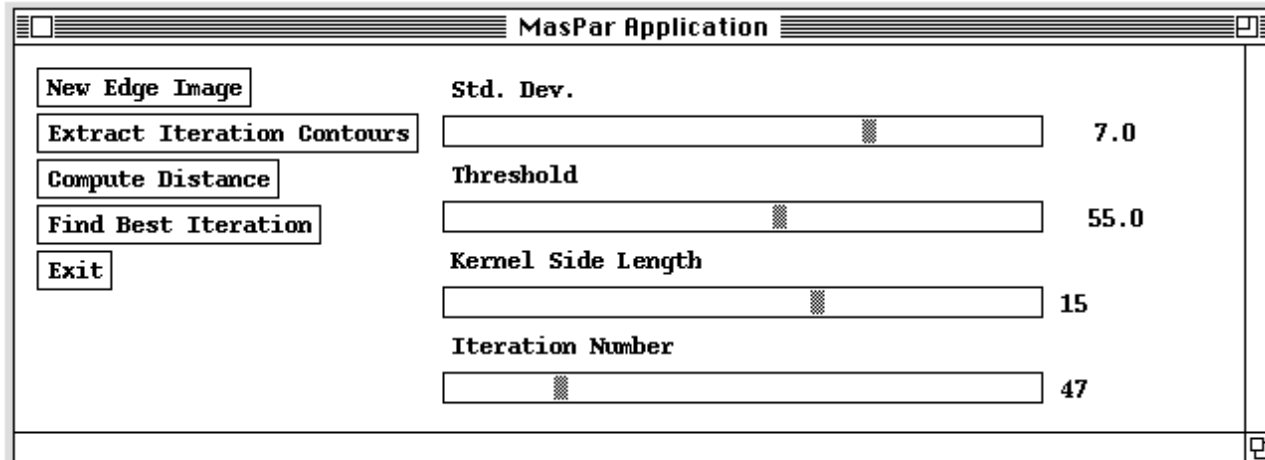 MasPar Application
New Edge Image
Extract Iteration Contours
Compute Distance
Find Best Iteration
Exit
Std. Dev.
7.0
Threshold
55.0
Kernel Side Length
15
Iteration Number
47